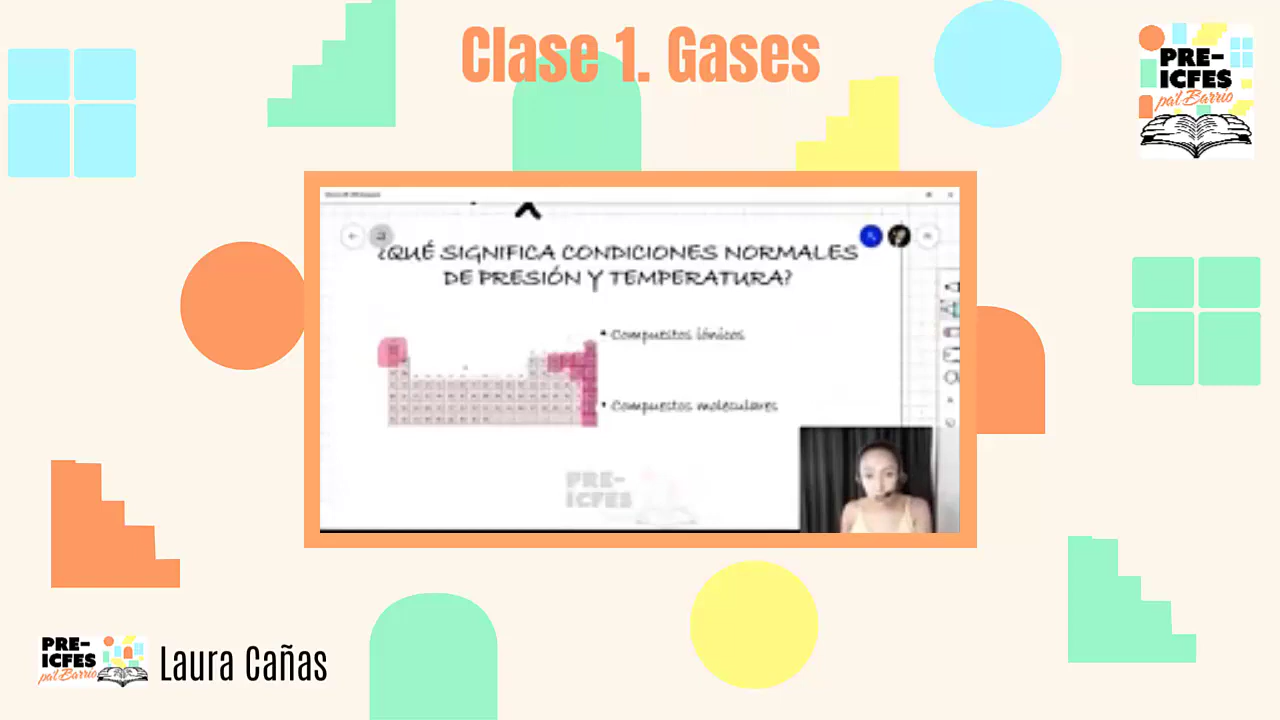 Clase 1. Gases
PRE-
ICFES
pa'l Barrio
¿QUÉ SIGNIFICA CONDICIONES NORMALES
DE PRESIÓN Y TEMPERATURA?
• Compuestos iónicos
• Compuestos moleculares
PRE-
ICFES
PRE-
ICFES
pa'l Barrio
Laura Cañas